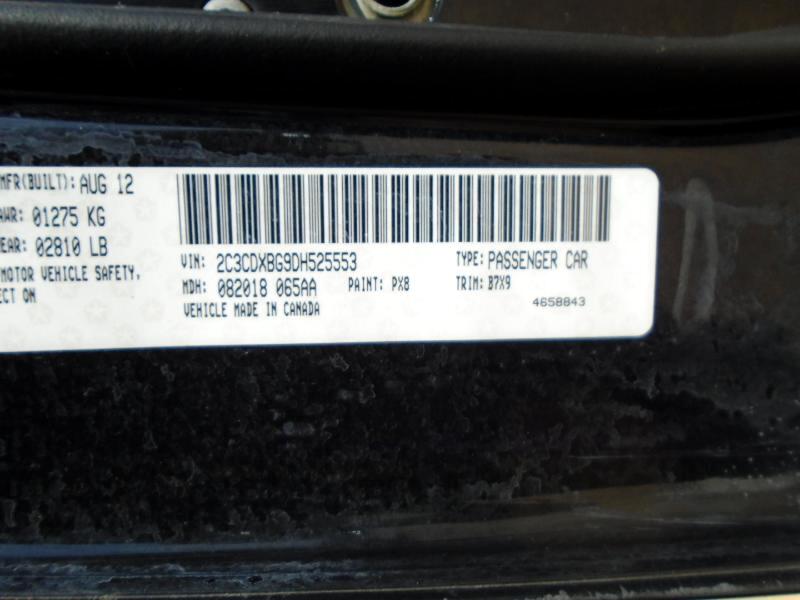 MFR(BUILT): AUG 12
AWR: 01275 KG
EAR: 02810 LB
MOTOR VEHICLE SAFETY,
ECT ON
VIN: 2C3CDXBG9DH525553 TYPE: PASSENGER CAR
MDH: 082018 065AA PAINT: PX8 TRIM: B7X9
VEHICLE MADE IN CANADA 4658843